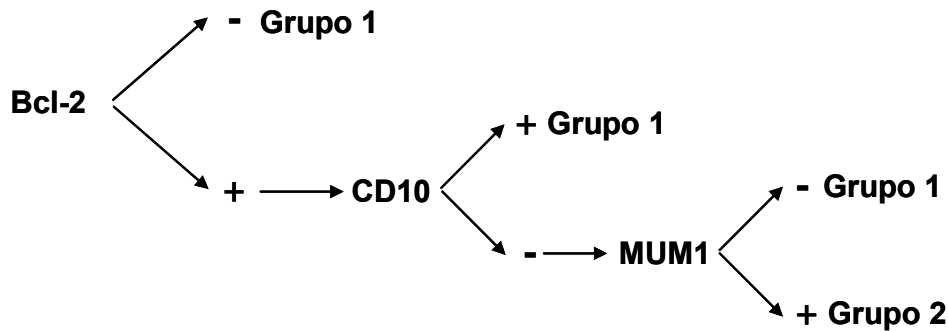 - Grupo 1
Bcl-2
+ Grupo 1
+
CD10
- Grupo 1
-
MUM1
+ Grupo 2